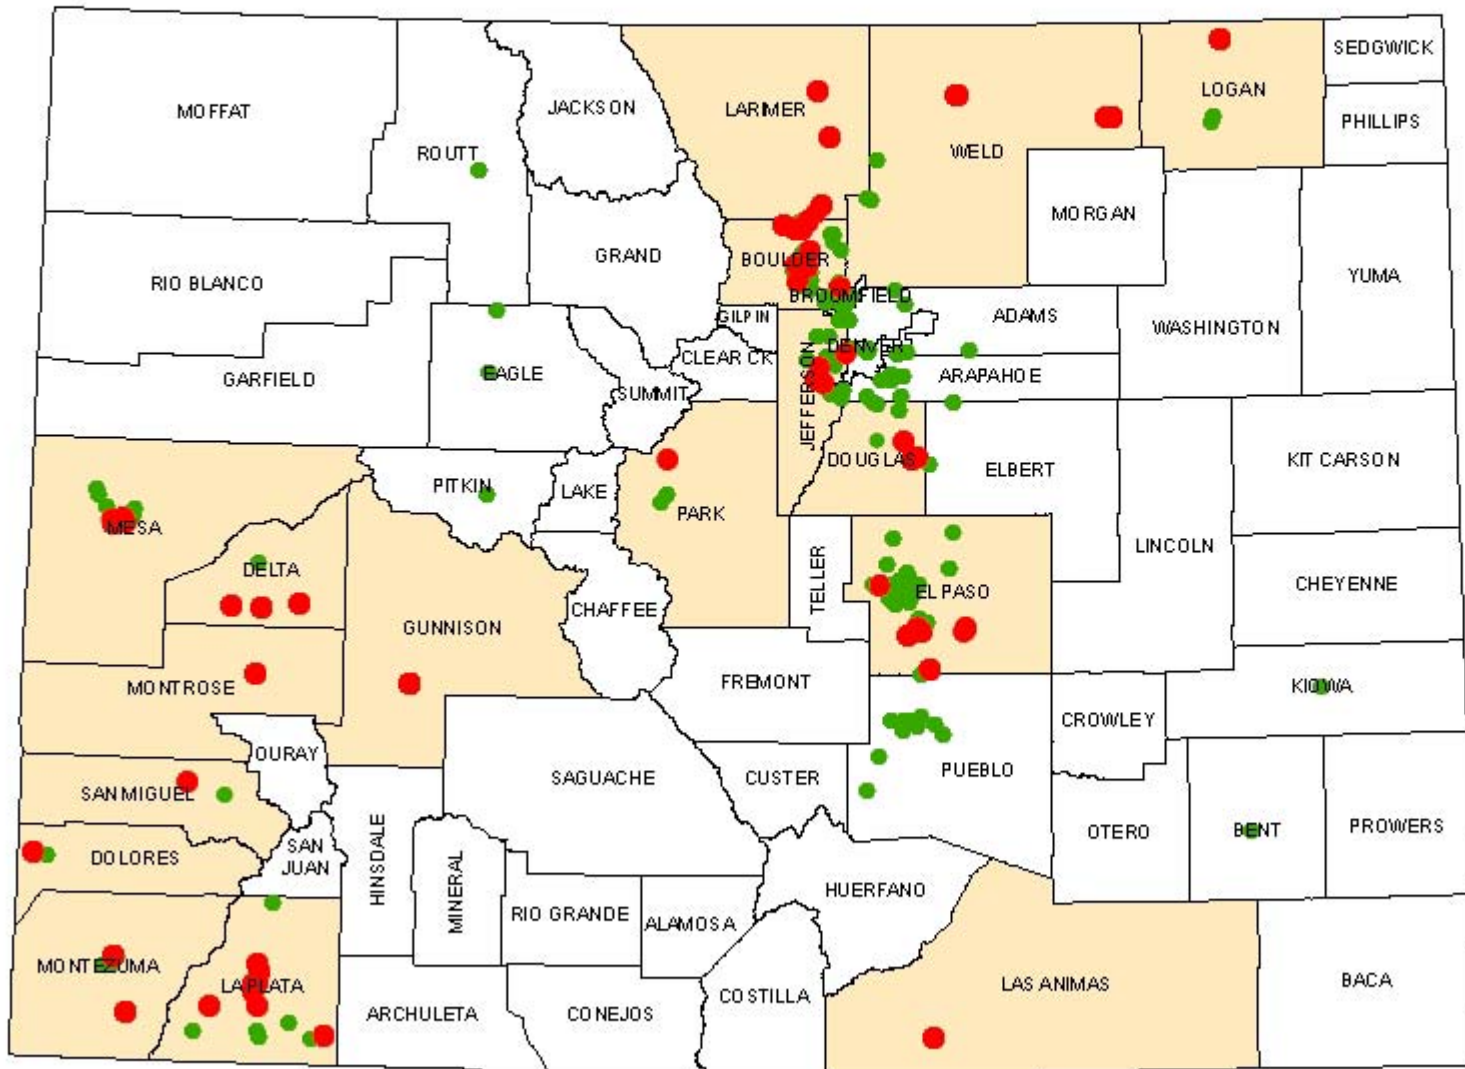 SEDGWICK
LOGAN
JACKSON
LARIMER
MOFFAT
PHILLIPS
ROUTT
WELD
MORGAN
GRAND
BOULDER
RIO BLANCO
YUMA
BROOMFIELD
GILPIN
ADAMS
WASHINGTON
DENVER
CLEAR CK
EAGLE
ARAPAHOE
GARFIELD
SUMMIT
JEFFERSON
DOUGLAS
KIT CARSON
ELBERT
PITKIN
LAKE
PARK
MESA
LINCOLN
DELTA
CHEYENNE
EL PASO
TELLER
CHAFFEE
GUNNISON
FREMONT
MONTROSE
KIOWA
CROWLEY
OURAY
PUEBLO
SAGUACHE
CUSTER
SAN MIGUEL
PROWERS
BENT
OTERO
SAN
JUAN
DOLORES
HINSDALE
MINERAL
HUERFANO
RIO GRANDE
ALAMOSA
MONTEZUMA
LA PLATA
LAS ANIMAS
BACA
COSTILLA
ARCHULETA
CONEJOS